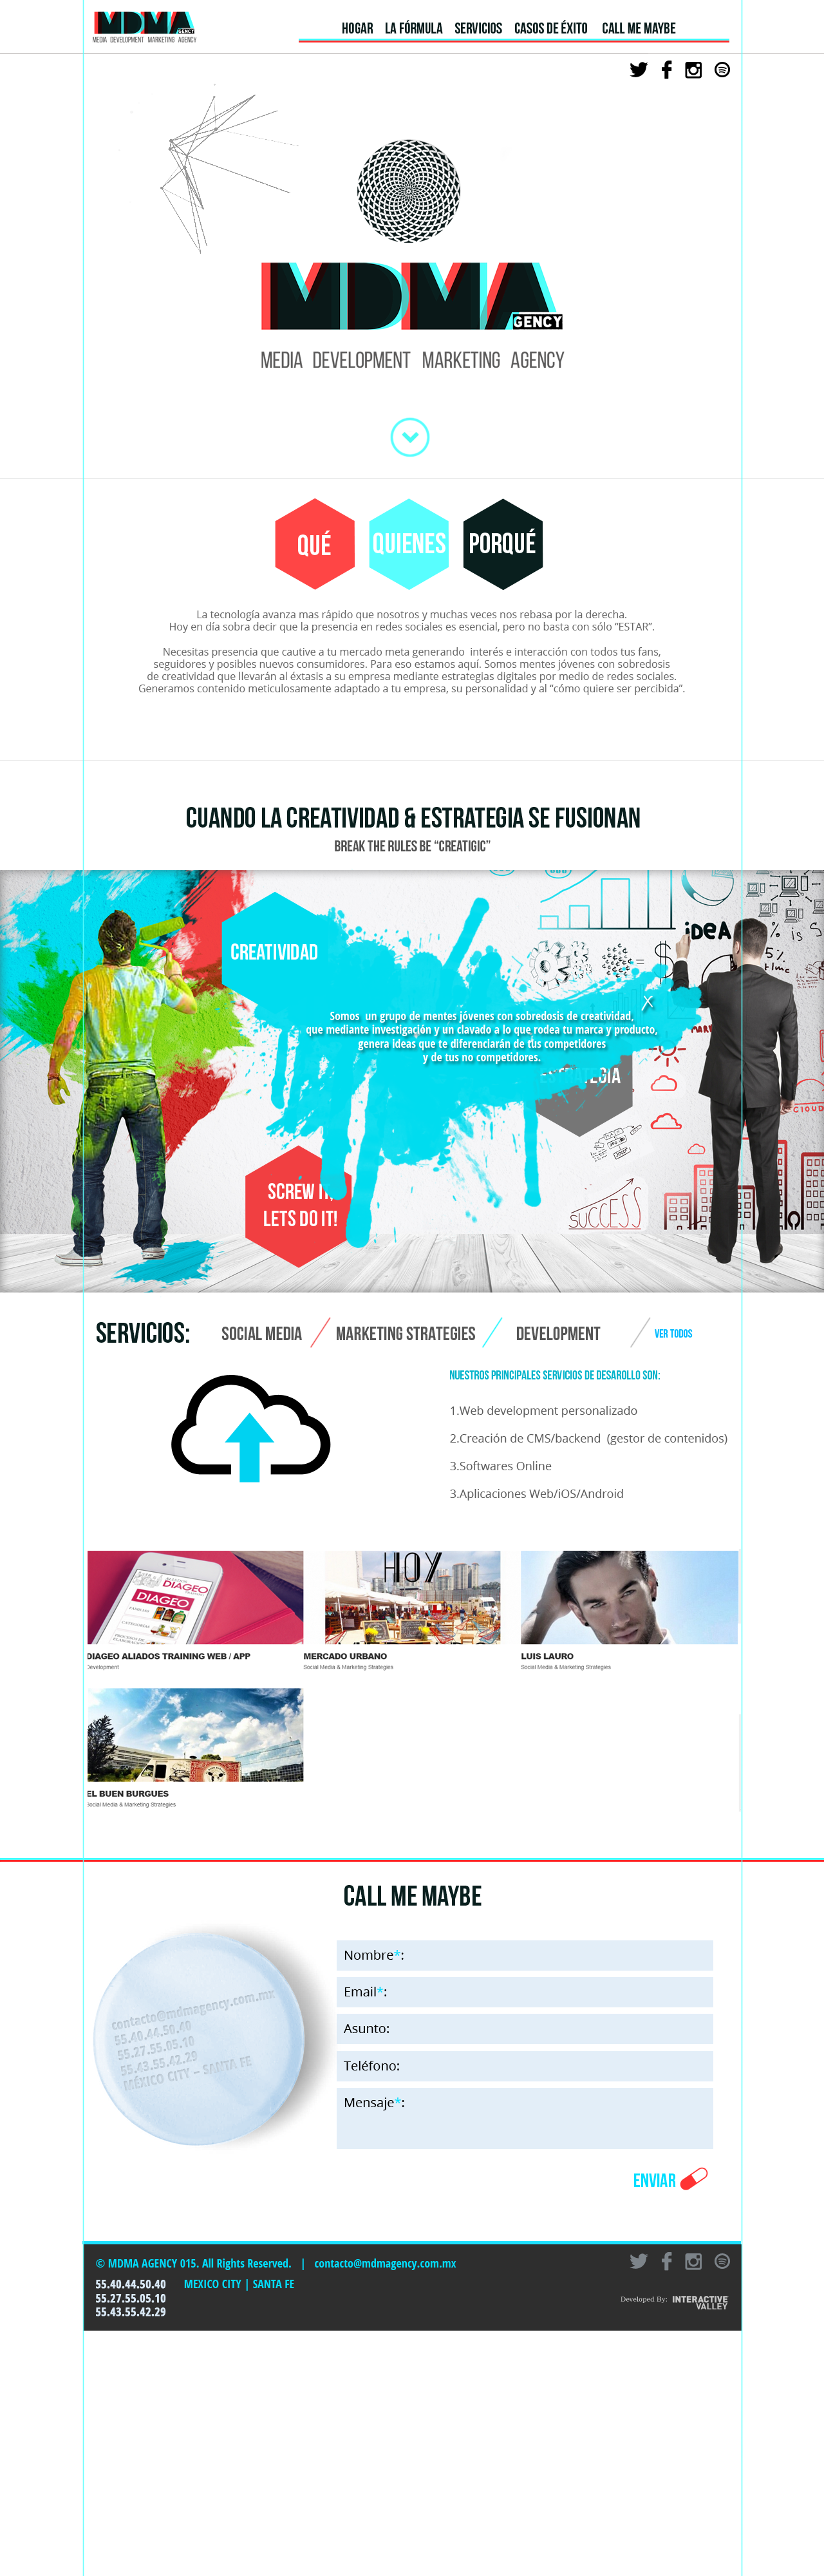 MDMA GENCY
MEDIA DEVELOPMENT MARKETING AGENCY
HOGAR LA FÓRMULA SERVICIOS CASOS DE ÉXITO CALL ME MAYBE
MDMA GENCY
MEDIA DEVELOPMENT MARKETING AGENCY
QUÉ QUIENES PORQUÉ
La tecnología avanza mas rápido que nosotros y muchas veces nos rebasa por la derecha.
Hoy en día sobra decir que la presencia en redes sociales es esencial, pero no basta con sólo “ESTAR”.
Necesitas presencia que cautive a tu mercado meta generando interés e interacción con todos tus fans,
seguidores y posibles nuevos consumidores. Para eso estamos aquí. Somos mentes jóvenes con sobredosis
de creatividad que llevarán al éxtasis a su empresa mediante estrategias digitales por medio de redes sociales.
Generamos contenido meticulosamente adaptado a tu empresa, su personalidad y al “cómo quiere ser percibida”.
CUANDO LA CREATIVIDAD & ESTRATEGIA SE FUSIONAN
BREAK THE RULES BE “CREATIGIC”
CREATIVIDAD
iDEA
X
Somos un grupo de mentes jóvenes con sobredosis de creatividad,
que mediante investigación y un clavado a lo que rodea tu marca y producto,
genera ideas que te diferenciarán de tus competidores
y de tus no competidores.
ESTRATEGIA
CLOUD
SCREW IT,
LETS DO IT!
SUCCESS
SERVICIOS: SOCIAL MEDIA MARKETING STRATEGIES DEVELOPMENT VER TODOS
NUESTROS PRINCIPALES SERVICIOS DE DESAROLLO SON:
1.Web development personalizado
2.Creación de CMS/backend (gestor de contenidos)
3.Softwares Online
3.Aplicaciones Web/iOS/Android
DIAGEO
DIAGEO
HOY
DIAGEO ALIADOS TRAINING WEB / APP
Development
MERCADO URBANO
Social Media & Marketing Strategies
LUIS LAURO
Social Media & Marketing Strategies
EL BUEN BURGUES
Social Media & Marketing Strategies
CALL ME MAYBE
contacto@mdmagency.com.mx
55.40.44.50.40
55.27.55.05.10
55.43.55.42.29
MÉXICO CITY – SANTA FE
Nombre*:
Email*:
Asunto:
Teléfono:
Mensaje*:
ENVIAR
© MDMA AGENCY 015. All Rights Reserved. | contacto@mdmagency.com.mx
55.40.44.50.40 MEXICO CITY | SANTA FE
55.27.55.05.10
55.43.55.42.29
Developed By: INTERACTIVE VALLEY